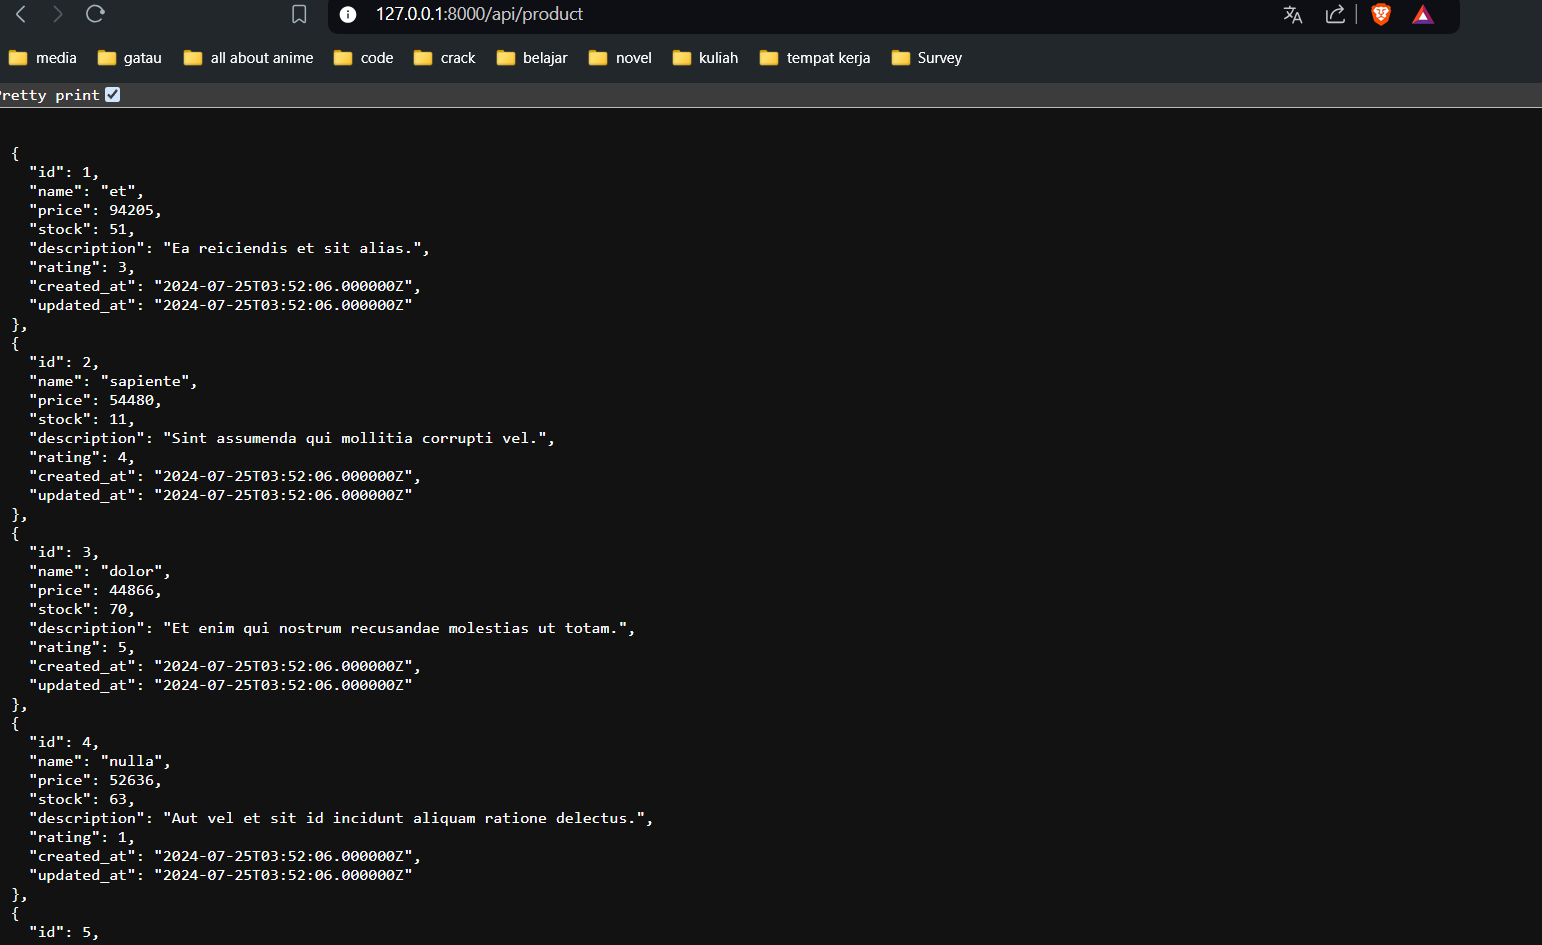 127.0.0.1:8000/api/product
media gatau all about anime code crack belajar novel kuliah tempat kerja Survey
retty print
{
"id": 1,
"name": "et",
"price": 94205,
"stock": 51,
"description": "Ea reiciendis et sit alias.",
"rating": 3,
"created_at": "2024-07-25T03:52:06.000000Z",
"updated_at": "2024-07-25T03:52:06.000000Z"
},
{
"id": 2,
"name": "sapiente",
"price": 54480,
"stock": 11,
"description": "Sint assumenda qui mollitia corrupti vel.",
"rating": 4,
"created_at": "2024-07-25T03:52:06.000000Z",
"updated_at": "2024-07-25T03:52:06.000000Z"
},
{
"id": 3,
"name": "dolor",
"price": 44866,
"stock": 70,
"description": "Et enim qui nostrum recusandae molestias ut totam.",
"rating": 5,
"created_at": "2024-07-25T03:52:06.000000Z",
"updated_at": "2024-07-25T03:52:06.000000Z"
},
{
"id": 4,
"name": "nulla",
"price": 52636,
"stock": 63,
"description": "Aut vel et sit id incidunt aliquam ratione delectus.",
"rating": 1,
"created_at": "2024-07-25T03:52:06.000000Z",
"updated_at": "2024-07-25T03:52:06.000000Z"
},
{
"id": 5,